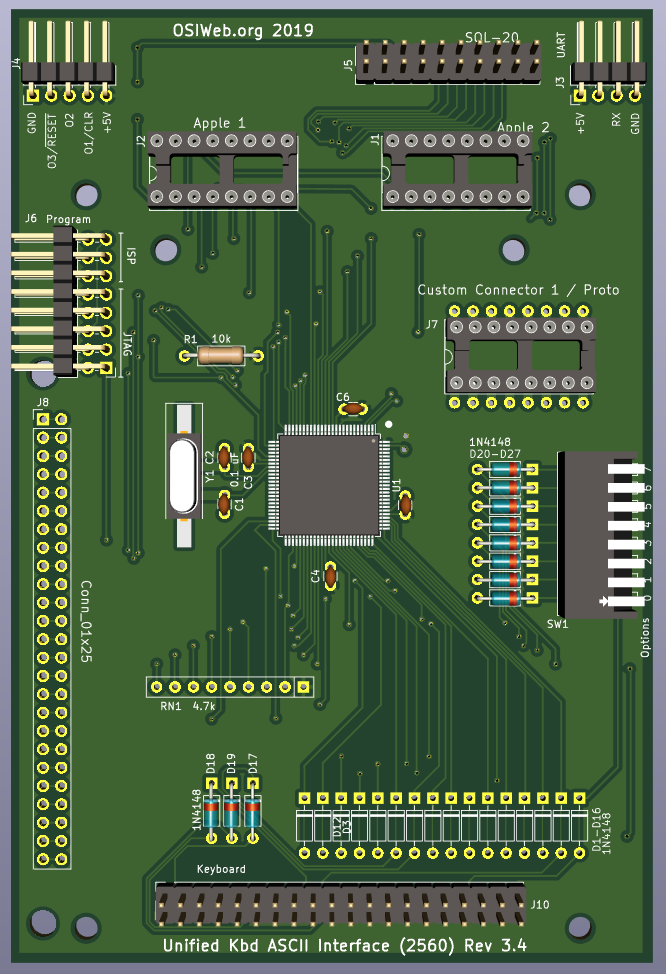 OSIWeb.org 2019
SQL-20
UART
J4
J5
J3
GND
O3/RESET
O2
O1/CLR
+5V
+5V
RX
GND
Apple 1
Apple 2
J2
J1
J6 Program
ISP
JTAG
Custom Connector 1 / Proto
J7
R1 10k
J8
C6
1N4148
D20-D27
Y1
C2
0.1uF
C3
C1
U1
C4
7
6
5
4
3
2
1
0
SW1
Options
Conn_01x25
RN1 4.7k
D18
D19
D17
1N4148
D12
D3
D1-D16
1N4148
Keyboard
J10
Unified Kbd ASCII Interface (2560) Rev 3.4